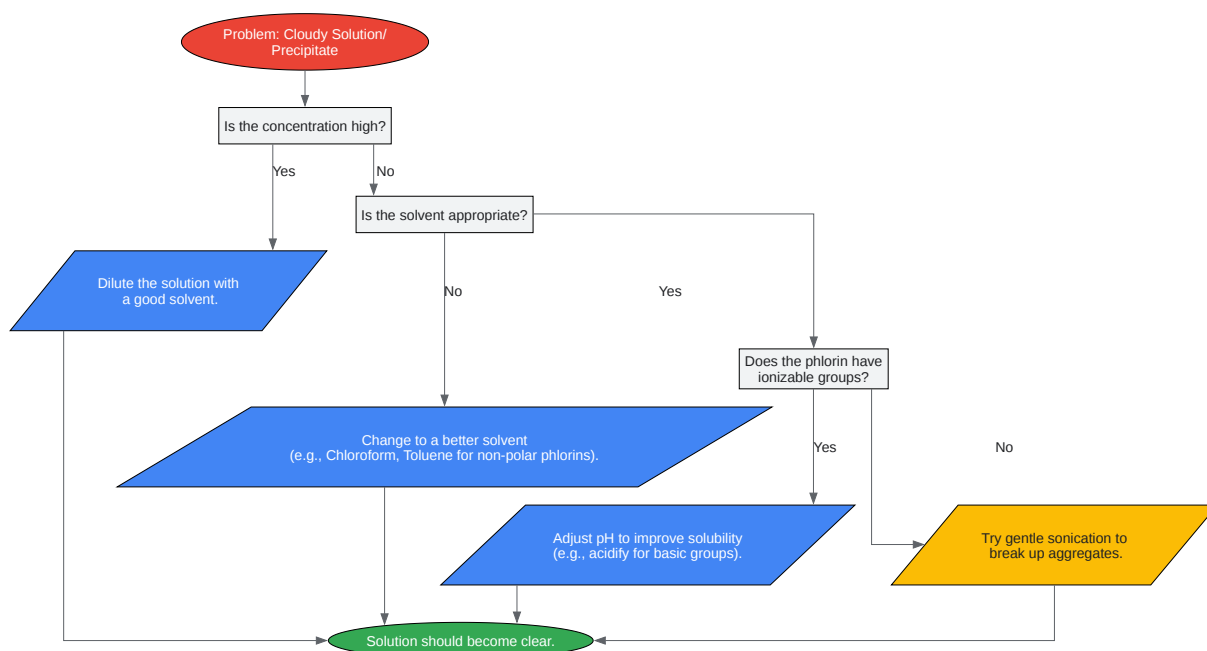 Problem: Cloudy Solution/
Precipitate
Is the concentration high?
Yes
No
Is the solvent appropriate?
Dilute the solution with
a good solvent.
No
Yes
Does the phlorin have
ionizable groups?
Change to a better solvent
(e.g., Chloroform, Toluene for non-polar phlorins).
Yes
No
Adjust pH to improve solubility
(e.g., acidify for basic groups).
Try gentle sonication to
break up aggregates.
Solution should become clear.